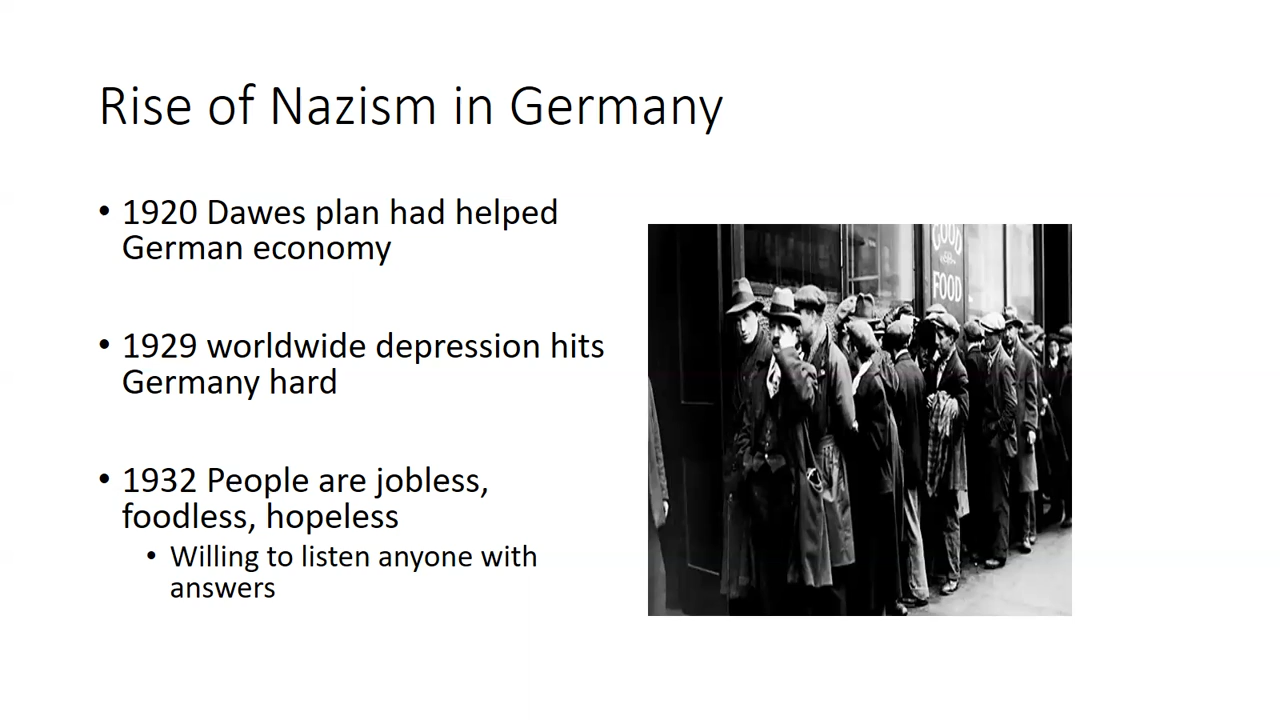 Rise of Nazism in Germany
• 1920 Dawes plan had helped
German economy
• 1929 worldwide depression hits
Germany hard
• 1932 People are jobless,
foodless, hopeless
• Willing to listen anyone with
answers
GOOD
FOOD